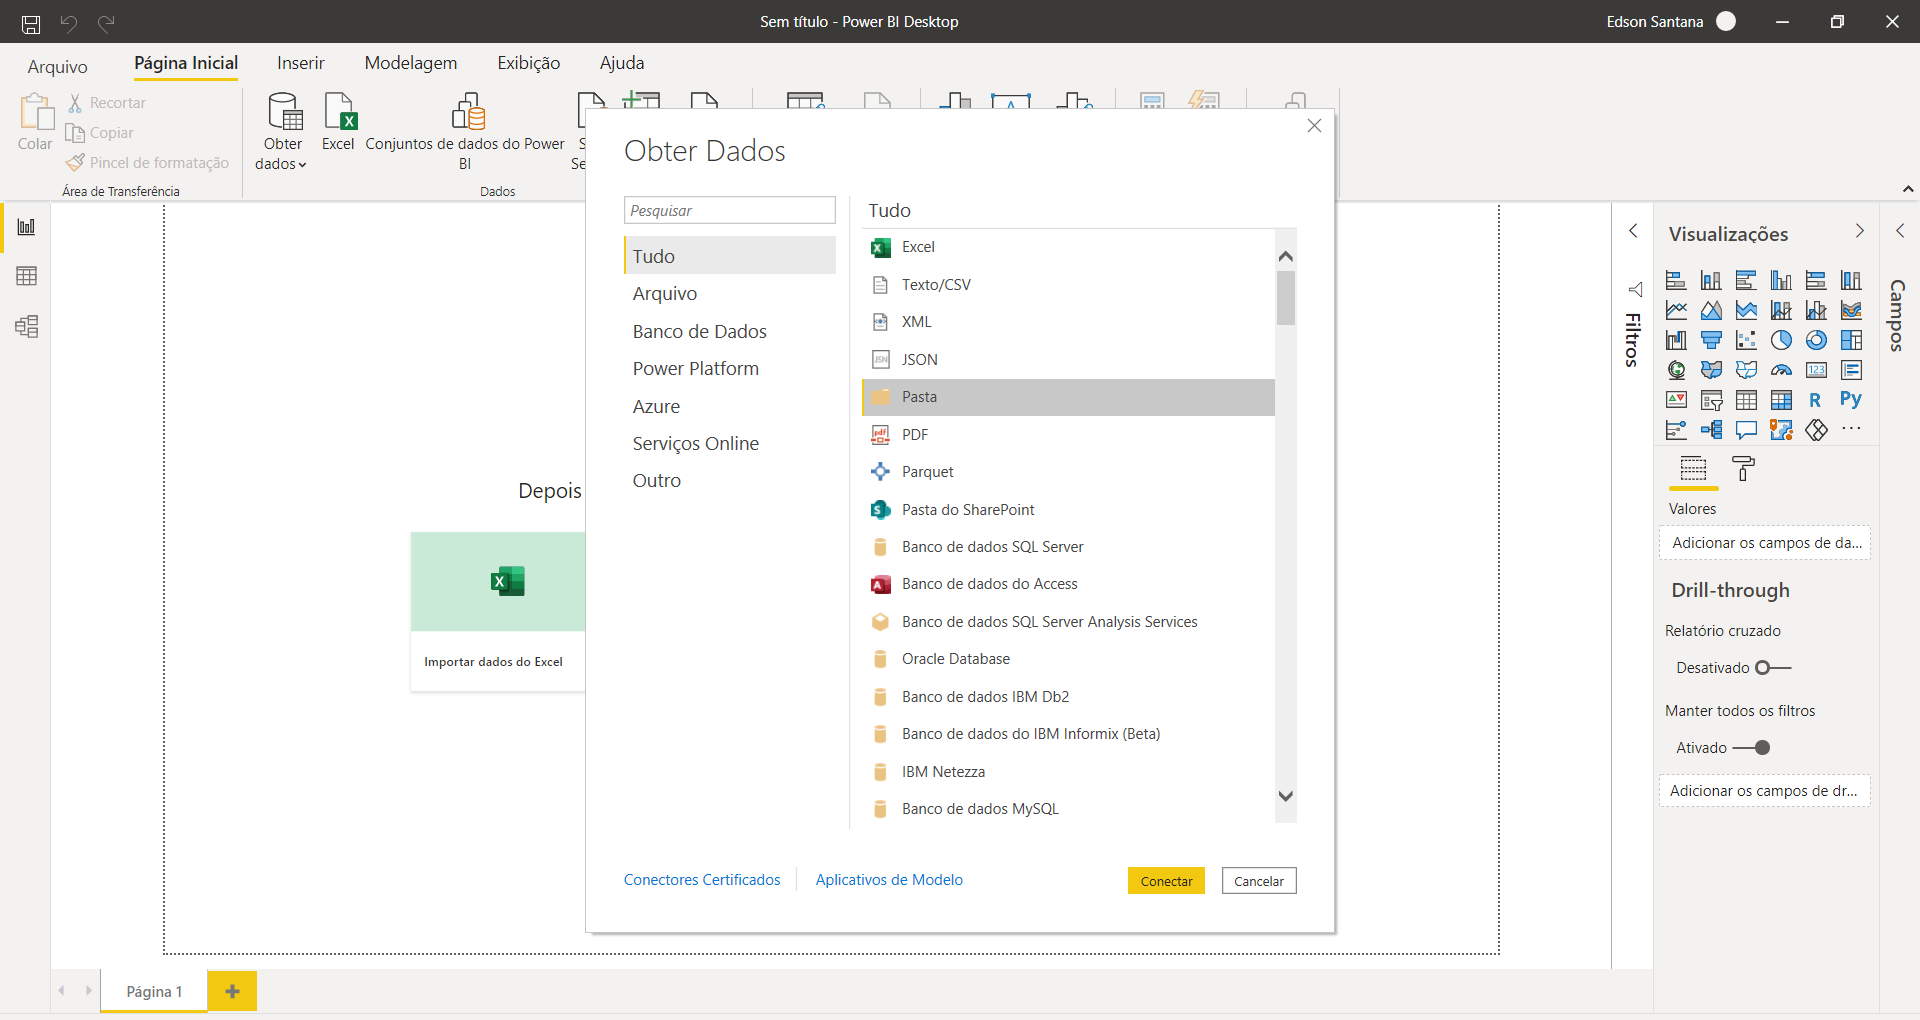 Sem título - Power BI Desktop
Edson Santana
Arquivo
Página Inicial
Inserir
Modelagem
Exibição
Ajuda
Colar
Recortar
Copiar
Pincel de formatação
Área de Transferência
Obter
dados
Excel
Conjuntos de dados do Power
BI
Dados
Obter Dados
Pesquisar
Tudo
Arquivo
Banco de Dados
Power Platform
Azure
Serviços Online
Outro
Tudo
Excel
Texto/CSV
XML
JSON
Pasta
PDF
Parquet
Pasta do SharePoint
Banco de dados SQL Server
Banco de dados do Access
Banco de dados SQL Server Analysis Services
Oracle Database
Banco de dados IBM Db2
Banco de dados do IBM Informix (Beta)
IBM Netezza
Banco de dados MySQL
Conectores Certificados
Aplicativos de Modelo
Conectar
Cancelar
Depois
Importar dados do Excel
Filtros
Visualizações
R
Py
123
Valores
Adicionar os campos de da...
Drill-through
Relatório cruzado
Desativado
Manter todos os filtros
Ativado
Adicionar os campos de dr...
Campos
Página 1